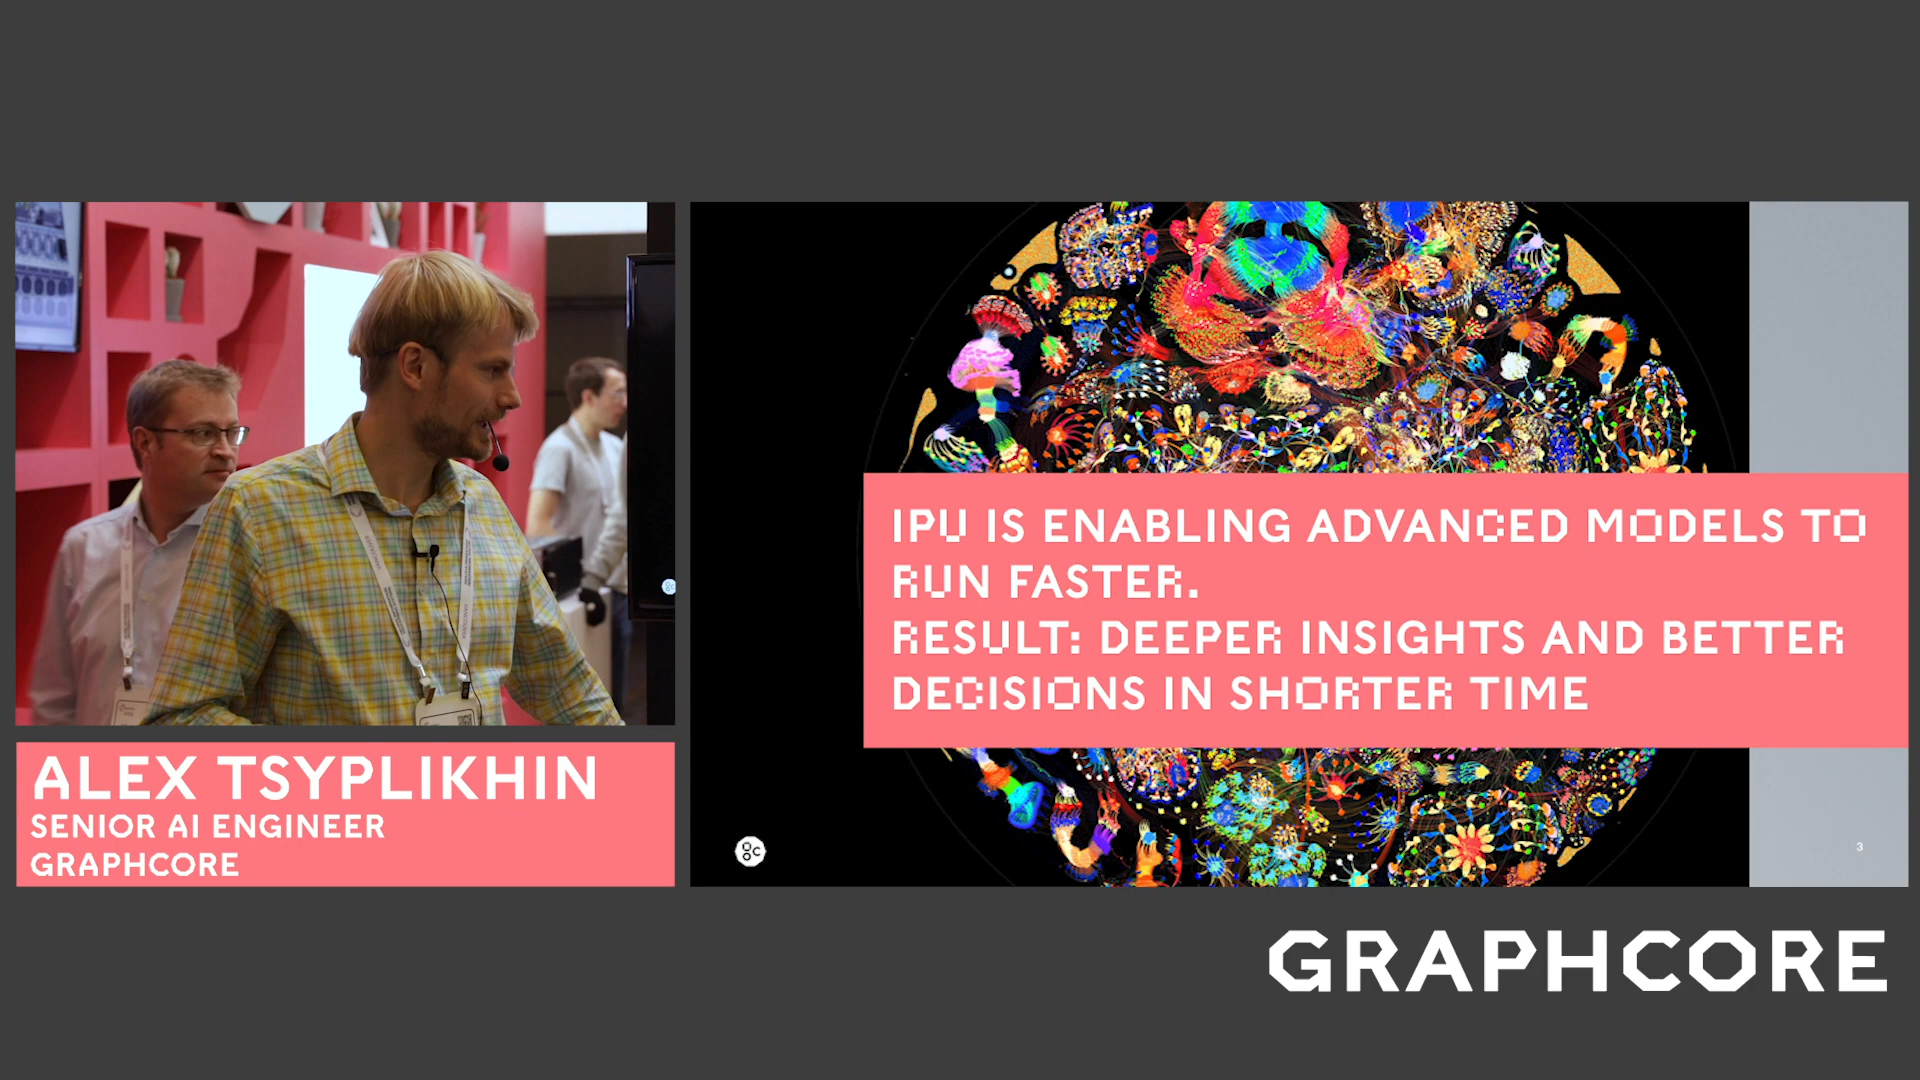 ALEX TSYPLIKHIN
SENIOR AI ENGINEER
GRAPHCORE
IPU IS ENABLING ADVANCED MODELS TO
RUN FASTER.
RESULT: DEEPER INSIGHTS AND BETTER
DECISIONS IN SHORTER TIME
3
GRAPHCORE